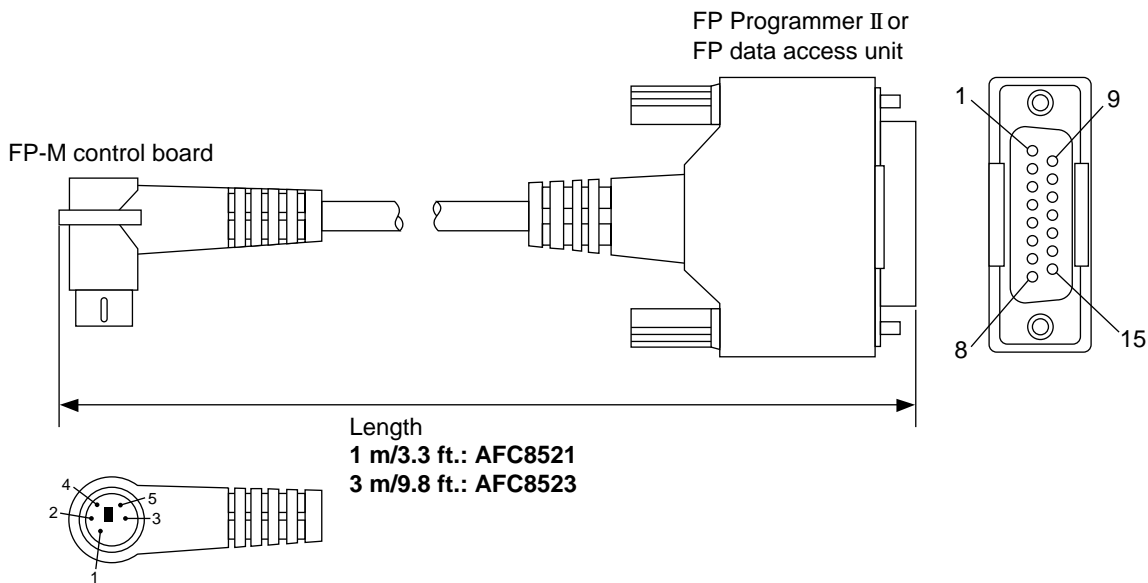 FP Programmer Ⅱ or
FP data access unit
1
9
FP-M control board
8
15
Length
1 m/3.3 ft.: AFC8521
3 m/9.8 ft.: AFC8523
4
5
2
3
1